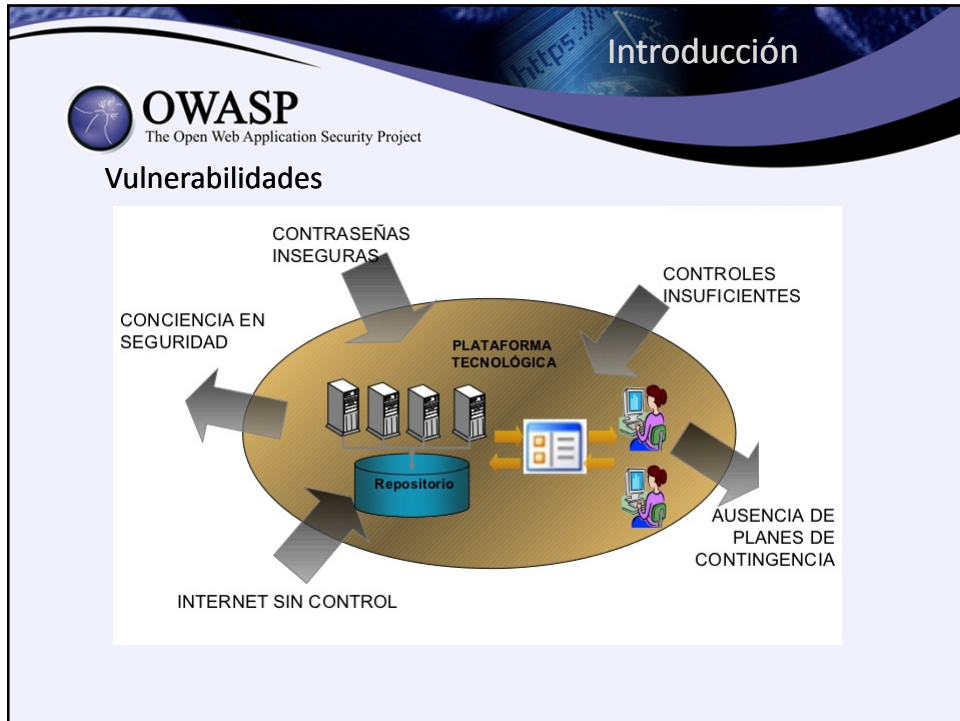 https://w
Introducción
OWASP
The Open Web Application Security Project
Vulnerabilidades
CONTRASEÑAS
INSEGURAS
CONTROLES
INSUFICIENTES
CONCIENCIA EN
SEGURIDAD
PLATAFORMA
TECNOLÓGICA
Repositorio
AUSENCIA DE
PLANES DE
CONTINGENCIA
INTERNET SIN CONTROL